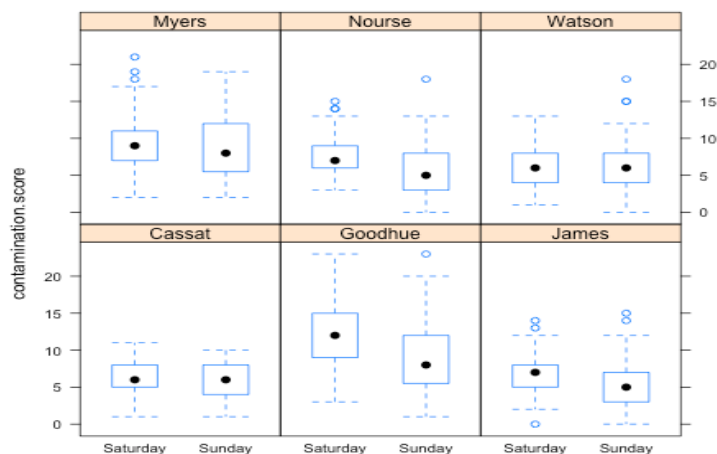 Myers Nourse Watson
20
15
10
5
0
contamination.score
Cassat Goodhue James
20
15
10
5
0
Saturday Sunday Saturday Sunday Saturday Sunday